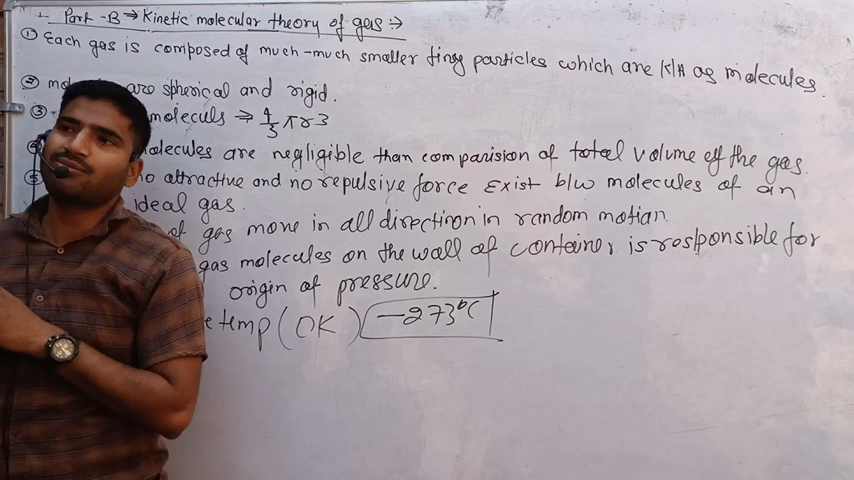 Part-B → Kinetic molecular theory of gas :→
① Each gas is composed of much-much smaller tiny particles which are K/A as molecules.
② are spherical and rigid.
③ moleculs ⇒ 4/3 πr3
molecules are negligible than comparision of total volume of the gas.
⑤ no attractive and no repulsive force exist b/w molecules of an
ideal gas.
of gas move in all direction in random motion.
gas molecules on the wall of container is responsible for
origin of pressure.
temp (OK) -273°C